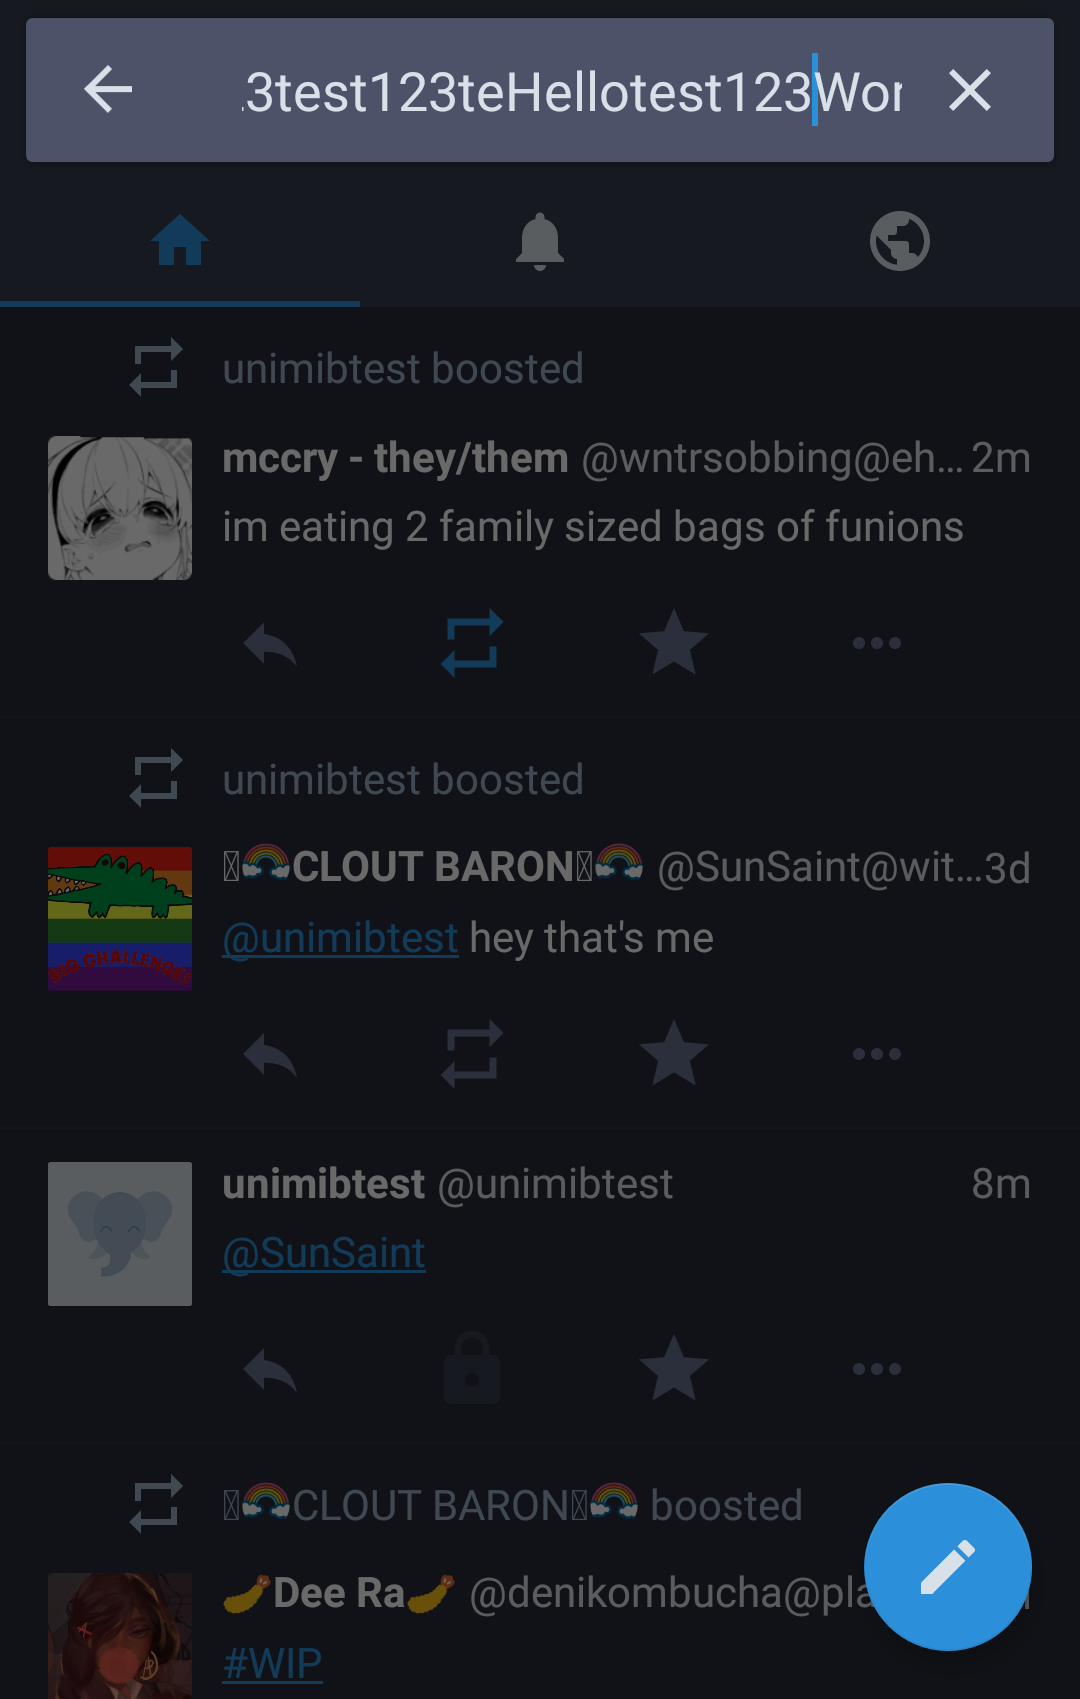 .3test123teHellotest123Wor
unimibtest boosted
mccry - they/them @wntrsobbing@eh... 2m
im eating 2 family sized bags of funions
unimibtest boosted
🌈CLOUT BARON🌈 @SunSaint@wit...3d
@unimibtest hey that's me
BIG CHALLENGES
unimibtest @unimibtest 8m
@SunSaint
🌈CLOUT BARON🌈 boosted
🍤Dee Ra🍤 @denikombucha@pla
#WIP